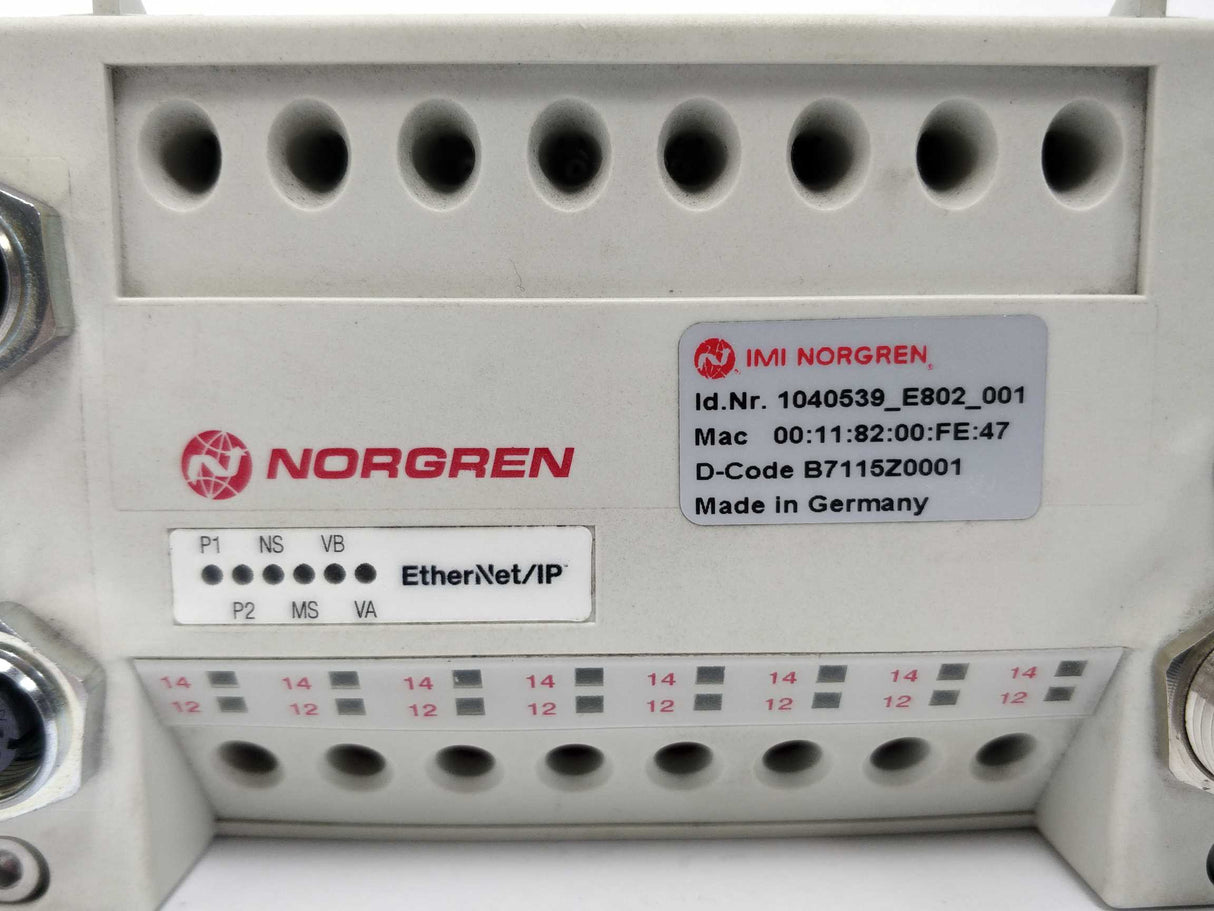 IMI NORGREN
Id.Nr. 1040539_E802_001
Mac 00:11:82:00:FE:47
D-Code B7115Z0001
Made in Germany
NORGREN
P1 NS VB
EtherNet/IP
P2 MS VA
14 14 14 14 14 14 14 14
12 12 12 12 12 12 12 12